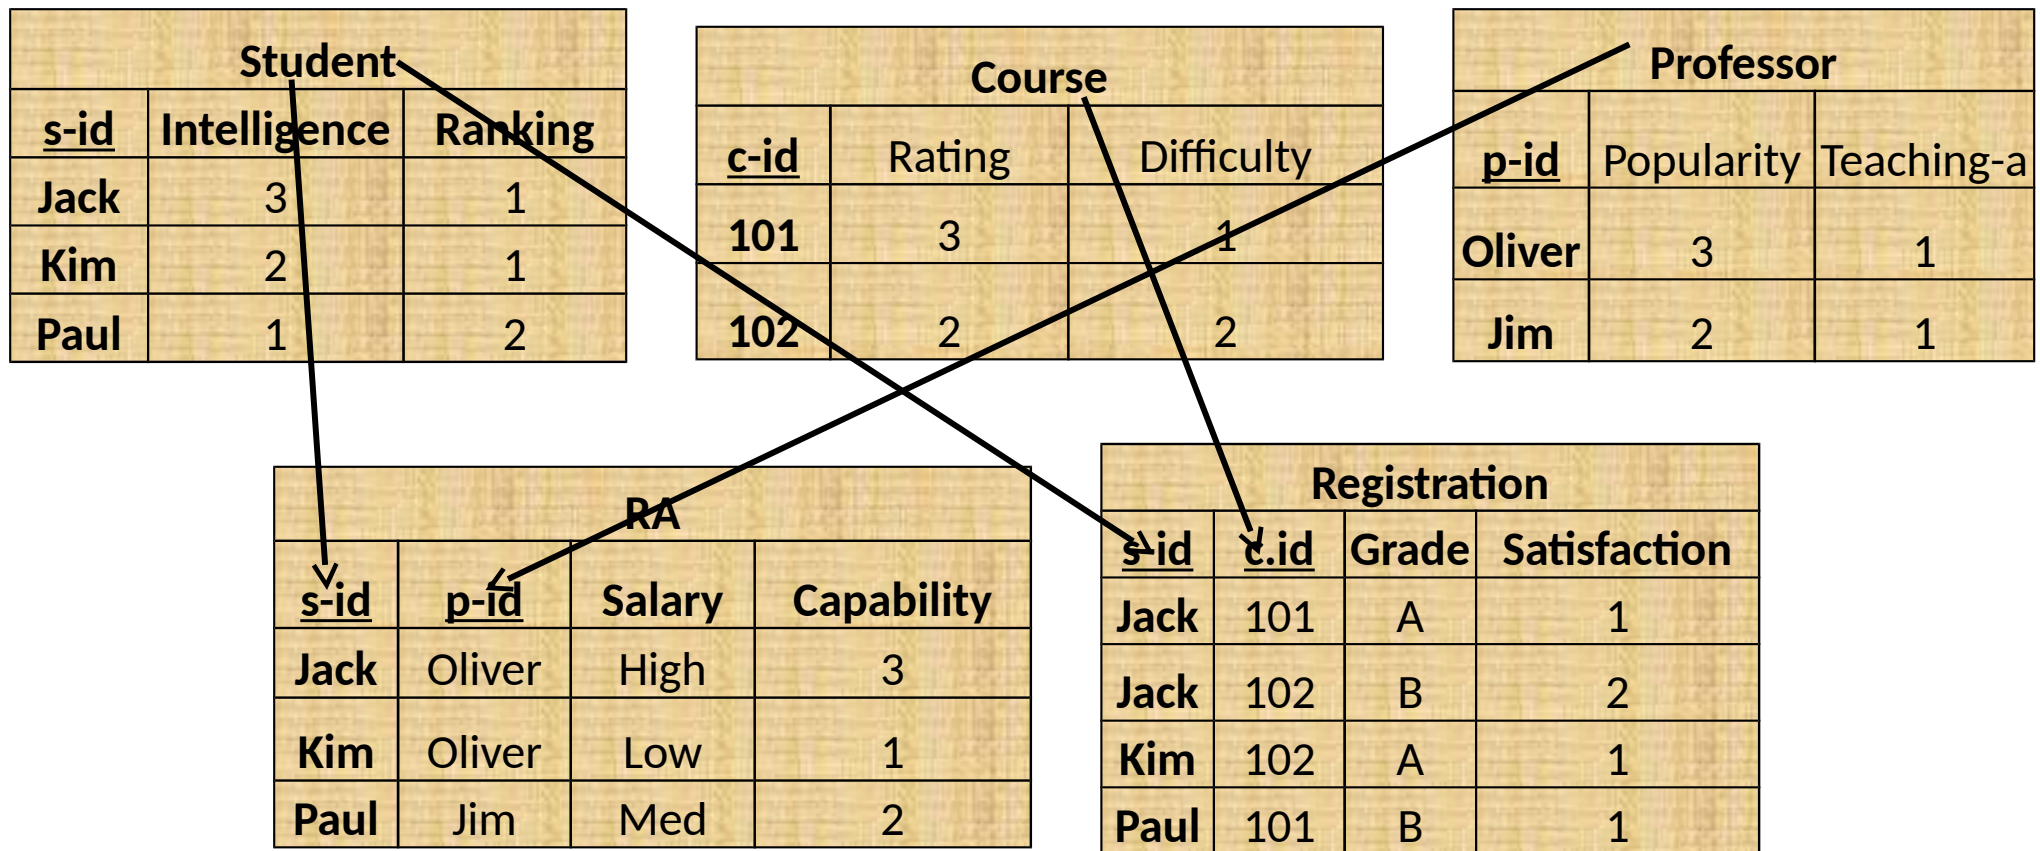 Student
s-id Intelligence Ranking
Jack 3 1
Kim 2 1
Paul 1 2
Course
c-id Rating Difficulty
101 3 1
102 2 2
Professor
p-id Popularity Teaching-a
Oliver 3 1
Jim 2 1
RA
s-id p-id Salary Capability
Jack Oliver High 3
Kim Oliver Low 1
Paul Jim Med 2
Registration
s-id c.id Grade Satisfaction
Jack 101 A 1
Jack 102 B 2
Kim 102 A 1
Paul 101 B 1